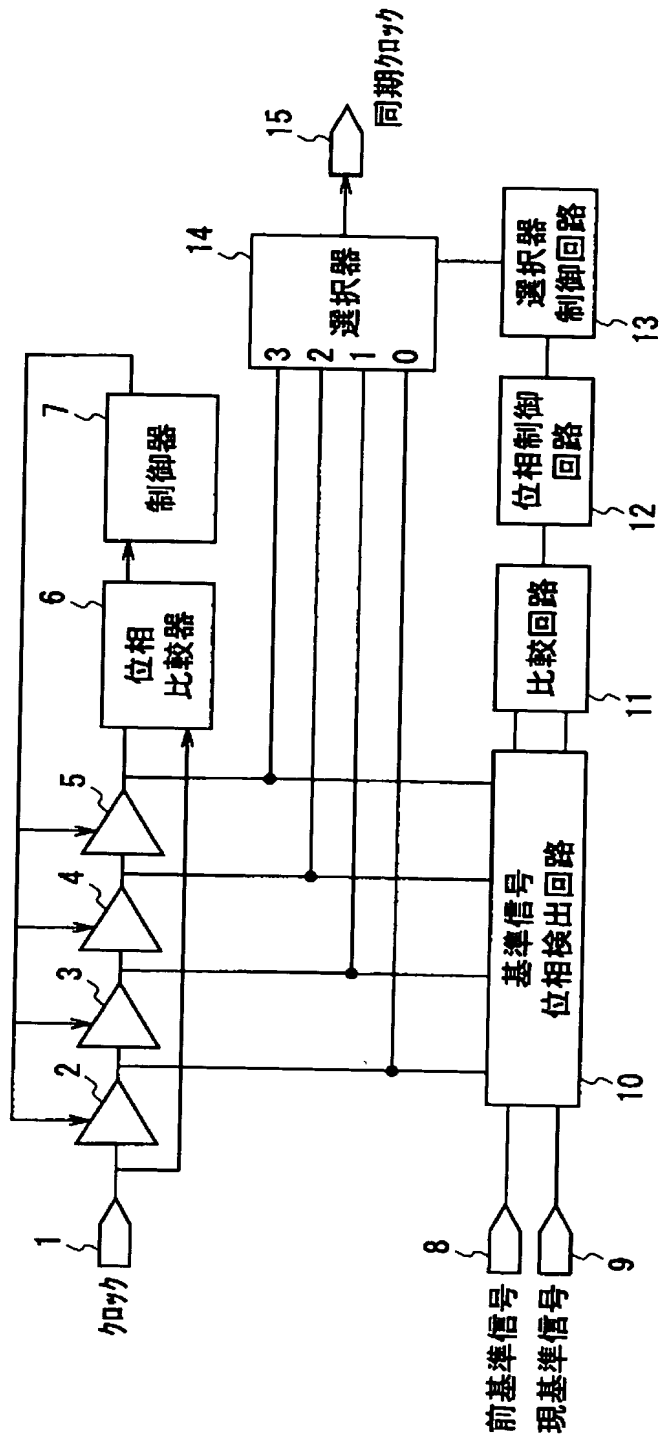 1
クロック
2
3
4
5
6
位相
比較器
7
制御器
14
選択器
3
2
1
0
15
同期クロック
8
前基準信号
現基準信号
9
基準信号
位相検出回路
10
比較回路
11
位相制御
回路
12
選択器
制御回路
13